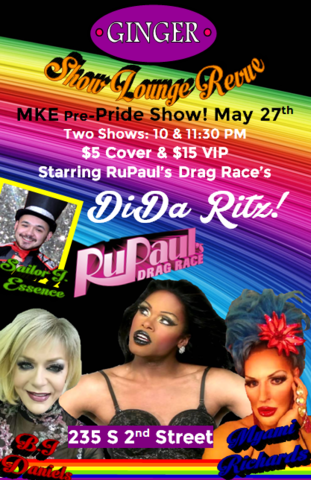 GINGER
Show Lounge Revue
MKE Pre-Pride Show! May 27th
Two Shows: 10 & 11:30 PM
$5 Cover & $15 VIP
Starring RuPaul's Drag Race's
DiDa Ritz!
Sailor J.
Essence
RuPaul's
DRAG RACE
235 S 2nd Street
B.J
Daniels
Myami
Richards